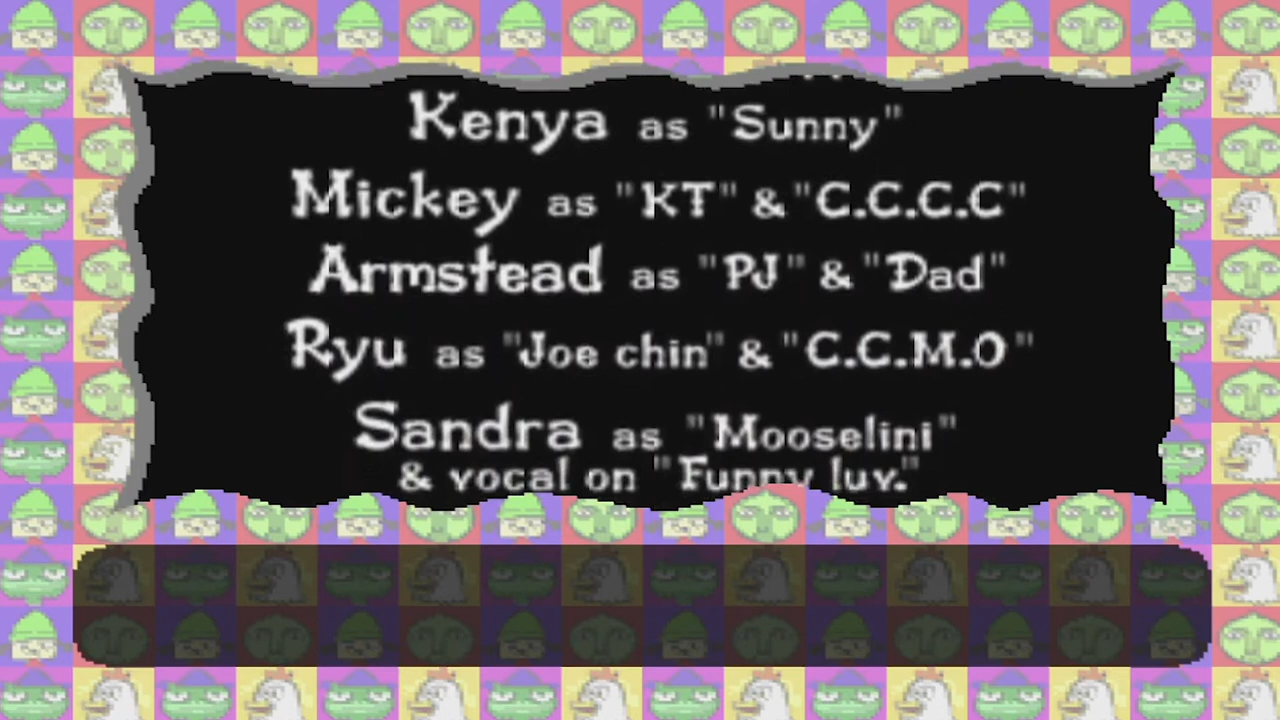 Kenya as "Sunny"
Mickey as "KT" & "C.C.C.C"
Armstead as "PJ" & "Dad"
Ryu as "Joe chin" & "C.C.M.O"
Sandra as "Mooselini"
& vocal on "Funny luv."